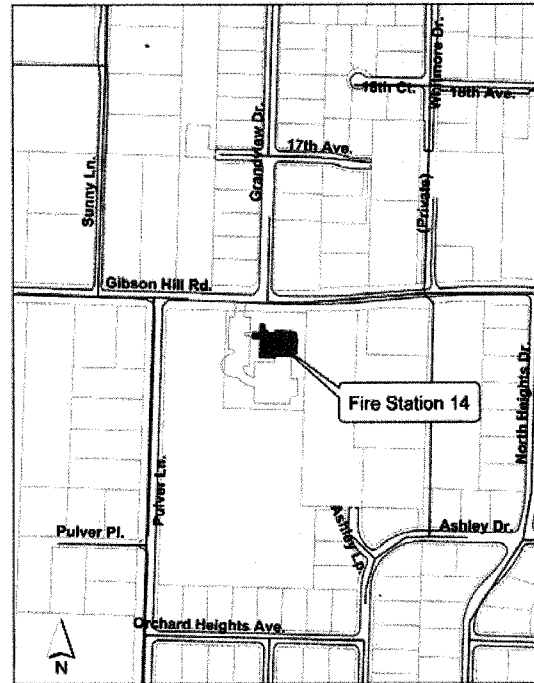 18th Ct.
18th Ave.
17th Ave.
Grandview Dr.
Sunny Ln.
(Private)
Gibson Hill Rd.
Fire Station 14
North Heights Dr.
Pulver Ln.
Pulver Pl.
Ashley Lp.
Ashley Dr.
Orchard Heights Ave.
N